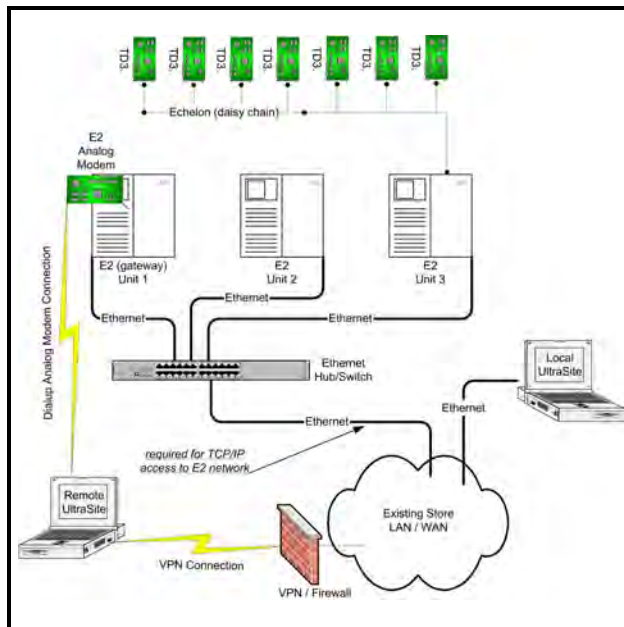 TD3.
TD3.
TD3.
TD3.
TD3.
TD3.
TD3.
Echelon (daisy chain)
E2
Analog
Modem
E2 (gateway)
Unit 1
E2
Unit 2
E2
Unit 3
Ethernet
Ethernet
Ethernet
Dialup Analog Modem Connection
Ethernet
Hub/Switch
Local
UltraSite
Ethernet
Ethernet
required for TCP/IP
access to E2 network
Remote
UltraSite
Existing Store
LAN / WAN
VPN Connection
VPN / Firewall